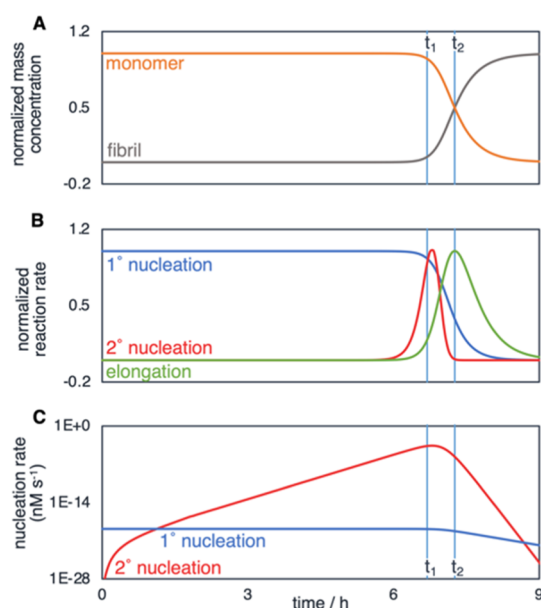 A
1.2
t1 t2
monomer
0.5
fibril
-0.2
normalized mass
concentration
B
1.2
1° nucleation
0.5
2° nucleation
elongation
-0.2
normalized
reaction rate
C
1E+0
1E-14
1° nucleation
2° nucleation
t1 t2
1E-28
nucleation rate
(nM s⁻¹)
0 3 6 9
time / h